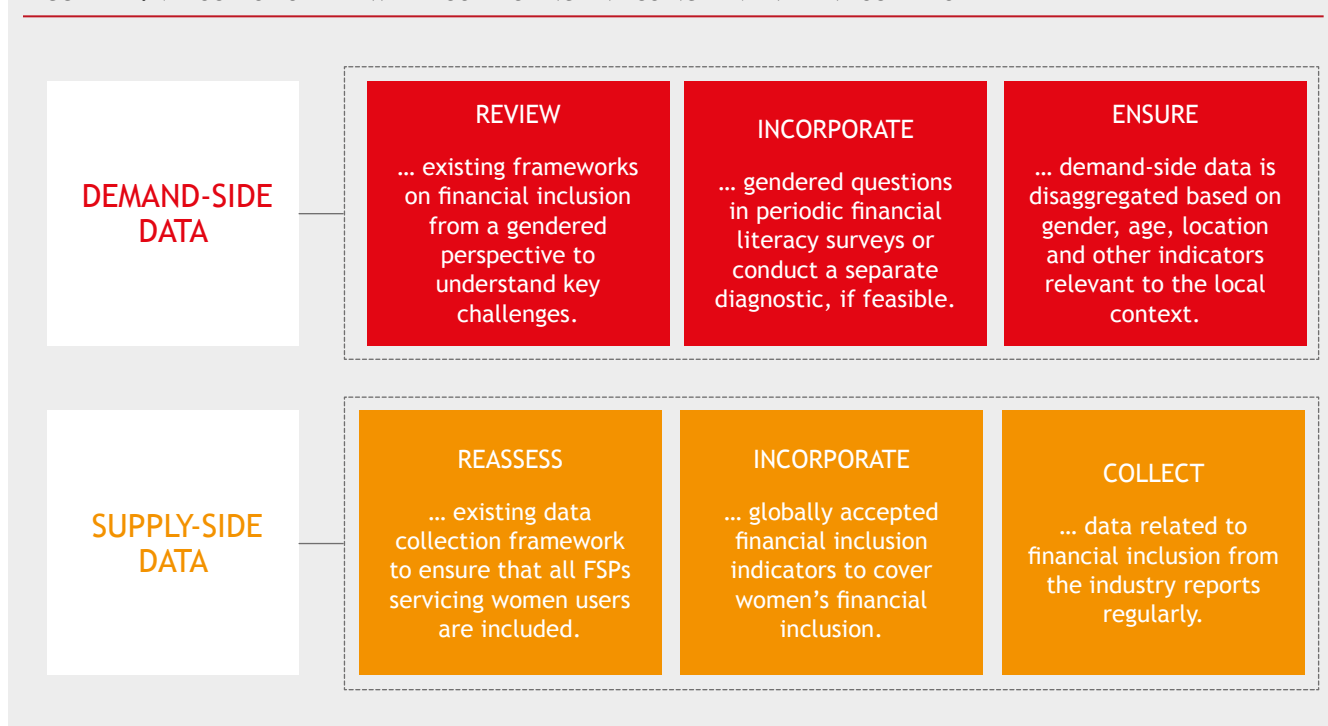 DEMAND-SIDE
DATA
REVIEW
... existing frameworks
on financial inclusion
from a gendered
perspective to
understand key
challenges.
INCORPORATE
... gendered questions
in periodic financial
literacy surveys or
conduct a separate
diagnostic, if feasible.
ENSURE
... demand-side data is
disaggregated based on
gender, age, location
and other indicators
relevant to the local
context.
SUPPLY-SIDE
DATA
REASSESS
... existing data
collection framework
to ensure that all FSPs
servicing women users
are included.
INCORPORATE
... globally accepted
financial inclusion
indicators to cover
women’s financial
inclusion.
COLLECT
... data related to
financial inclusion from
the industry reports
regularly.